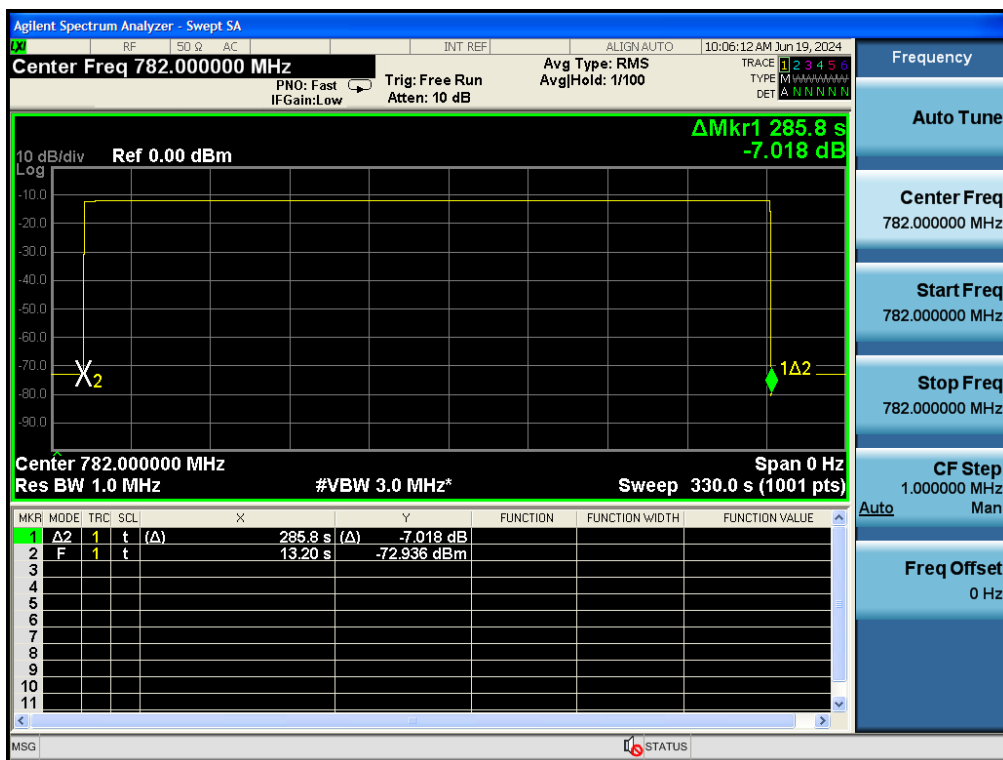 Agilent Spectrum Analyzer - Swept SA
LXI RF 50 Ω AC INT REF ALIGN AUTO 10:06:12 AM Jun 19, 2024
Center Freq 782.000000 MHz
PNO: Fast
IFGain:Low
Trig: Free Run
Atten: 10 dB
Avg Type: RMS
Avg|Hold: 1/100
TRACE 1 2 3 4 5 6
TYPE M
DET A N N N N N
ΔMkr1 285.8 s
-7.018 dB
10 dB/div Ref 0.00 dBm
Log
-10.0
-20.0
-30.0
-40.0
-50.0
-60.0
-70.0
-80.0
-90.0
2
1Δ2
Center 782.000000 MHz Span 0 Hz
Res BW 1.0 MHz #VBW 3.0 MHz* Sweep 330.0 s (1001 pts)
MKR MODE TRC SCL X Y FUNCTION FUNCTION WIDTH FUNCTION VALUE
1 Δ2 1 t (Δ) 285.8 s (Δ) -7.018 dB
2 F 1 t 13.20 s -72.936 dBm
3
4
5
6
7
8
9
10
11
MSG STATUS
Frequency
Auto Tune
Center Freq
782.000000 MHz
Start Freq
782.000000 MHz
Stop Freq
782.000000 MHz
CF Step
1.000000 MHz
Auto Man
Freq Offset
0 Hz